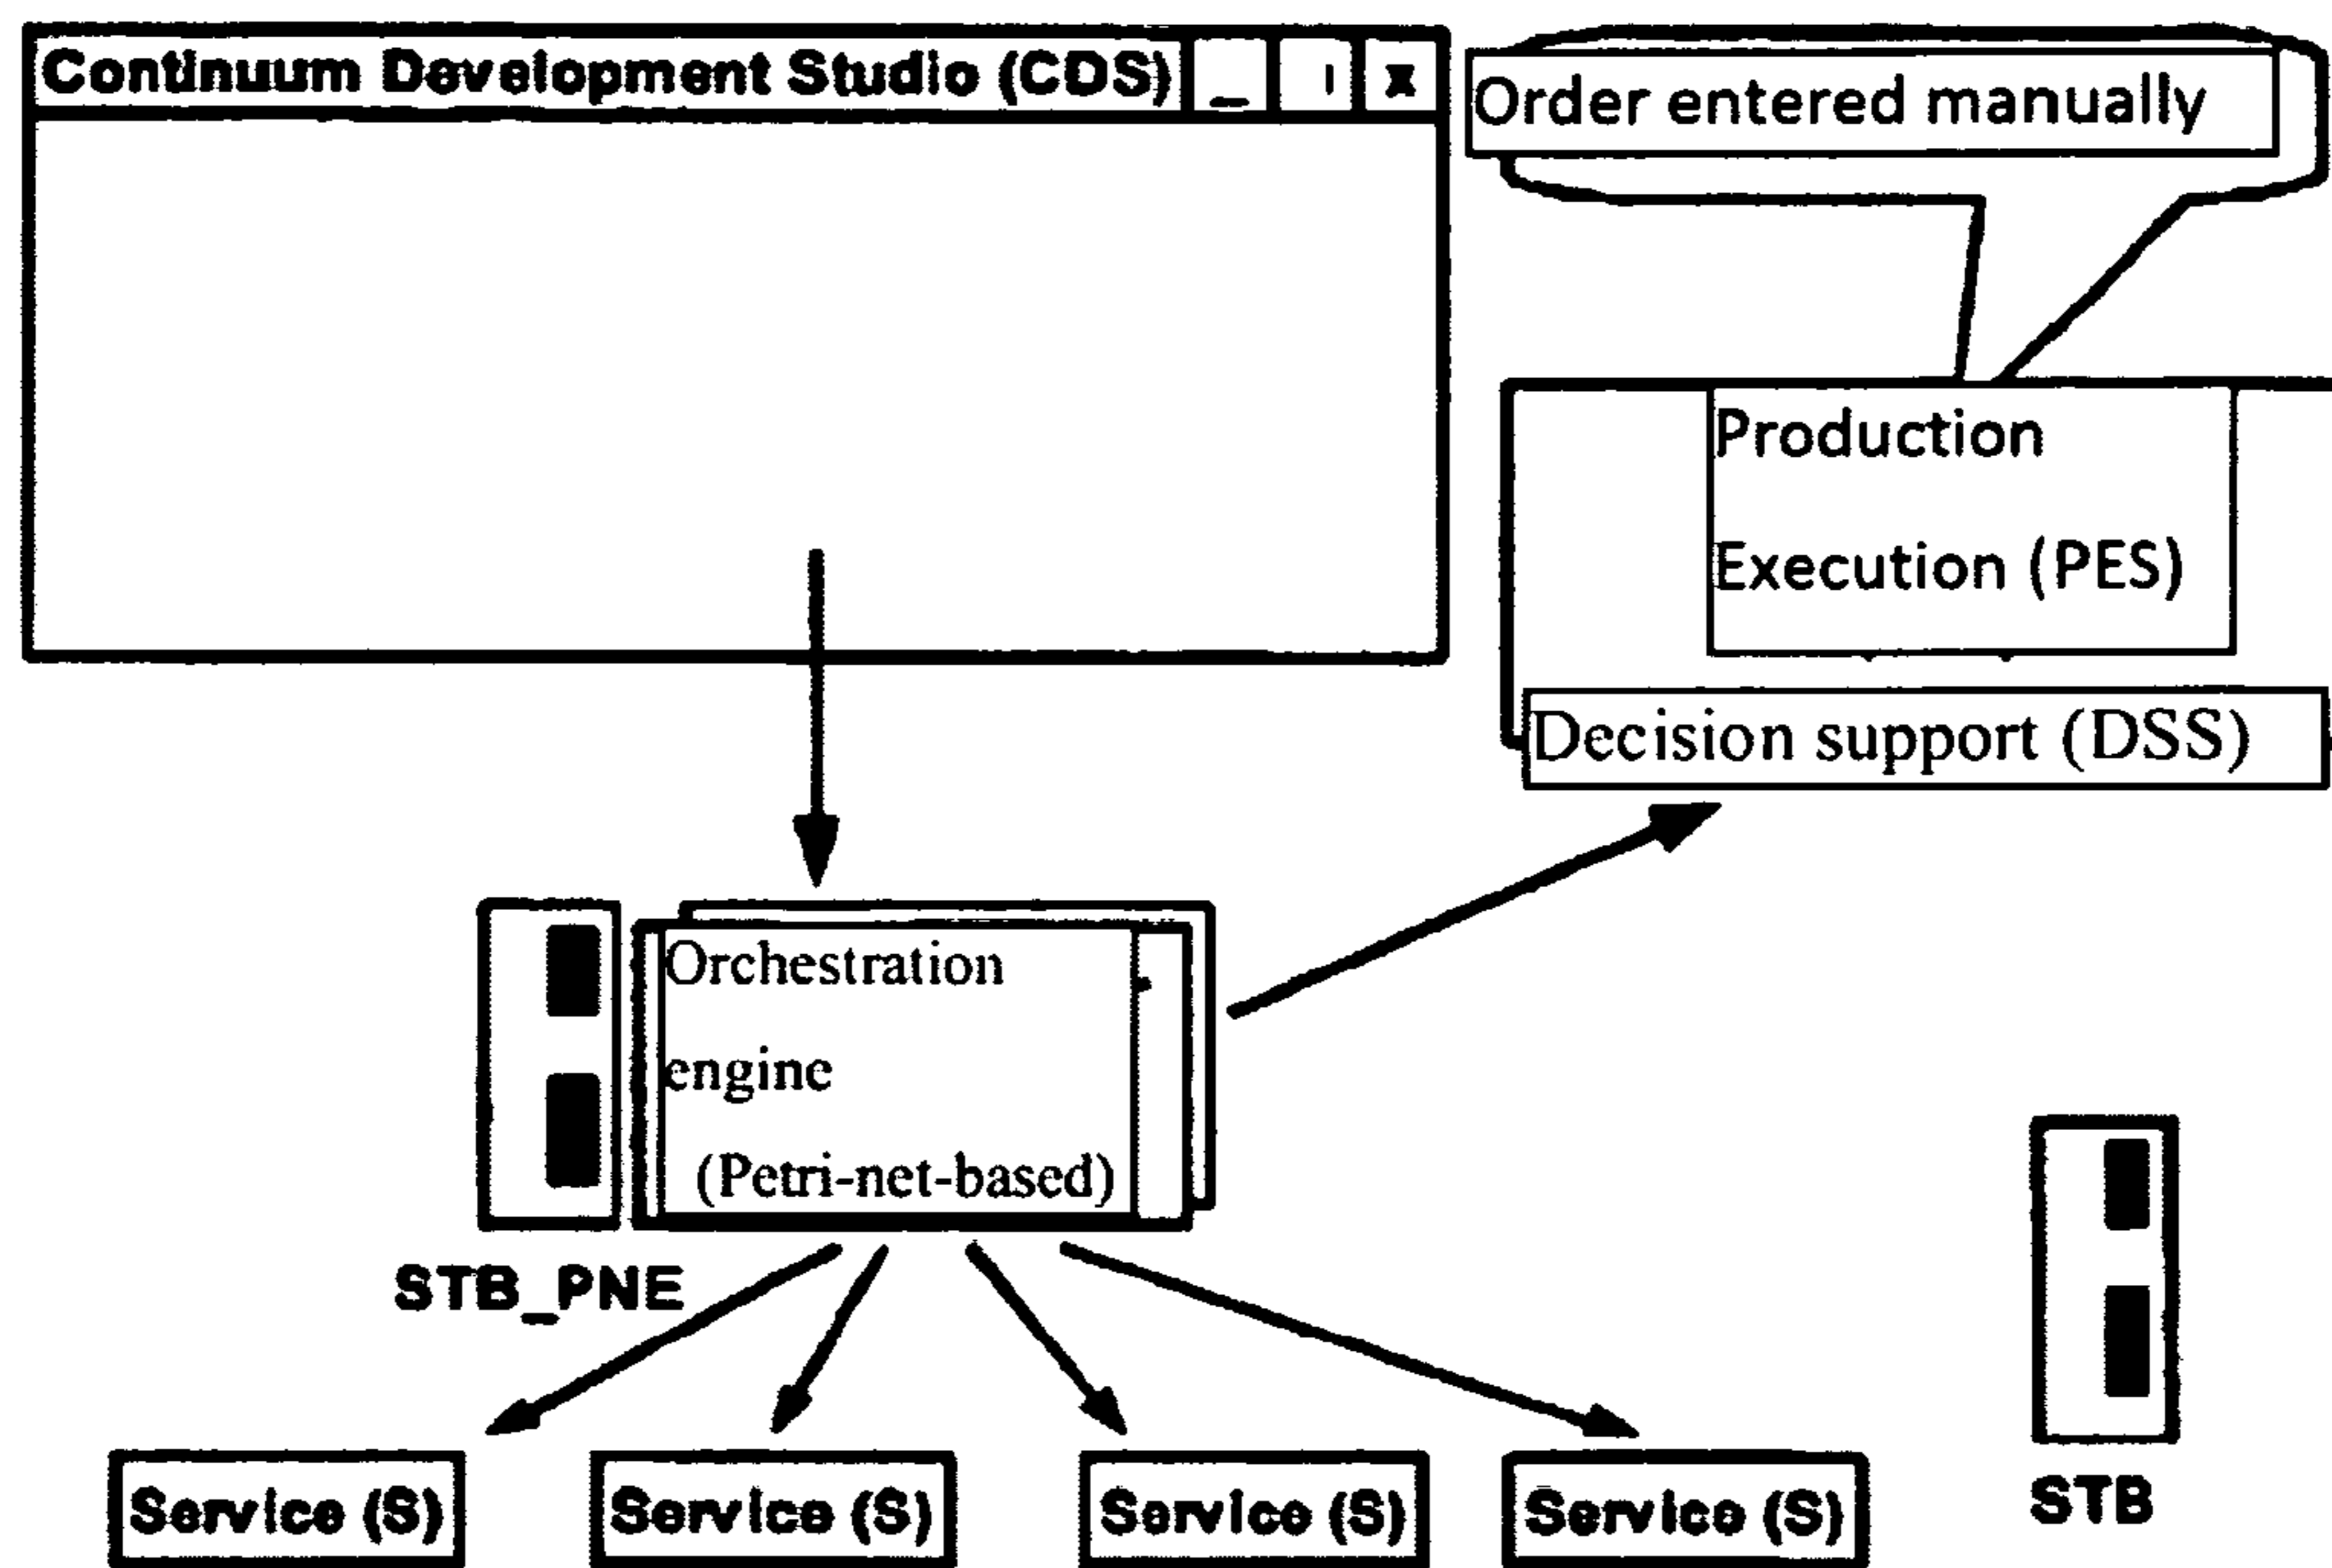 Continuum Development Studio (CDS) _ I X
Order entered manually
Production
Execution (PES)
Decision support (DSS)
Orchestration
engine
(Petri-net-based)
STB_PNE
Service (S)
Service (S)
Service (S)
Service (S)
STB